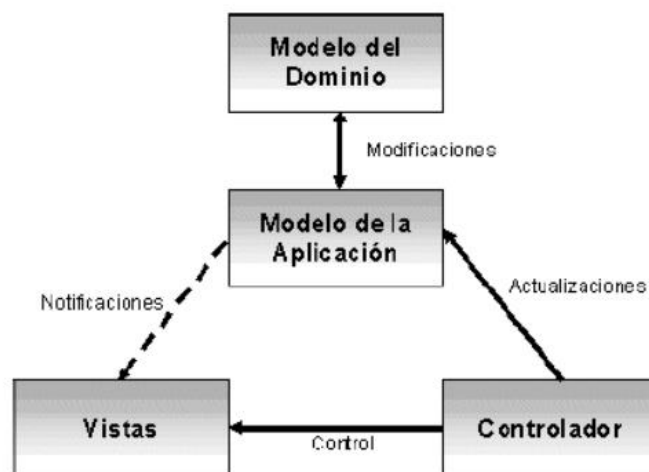 Modelo del
Dominio
Modificaciones
Modelo de la
Aplicación
Notificaciones
Actualizaciones
Vistas
Control
Controlador